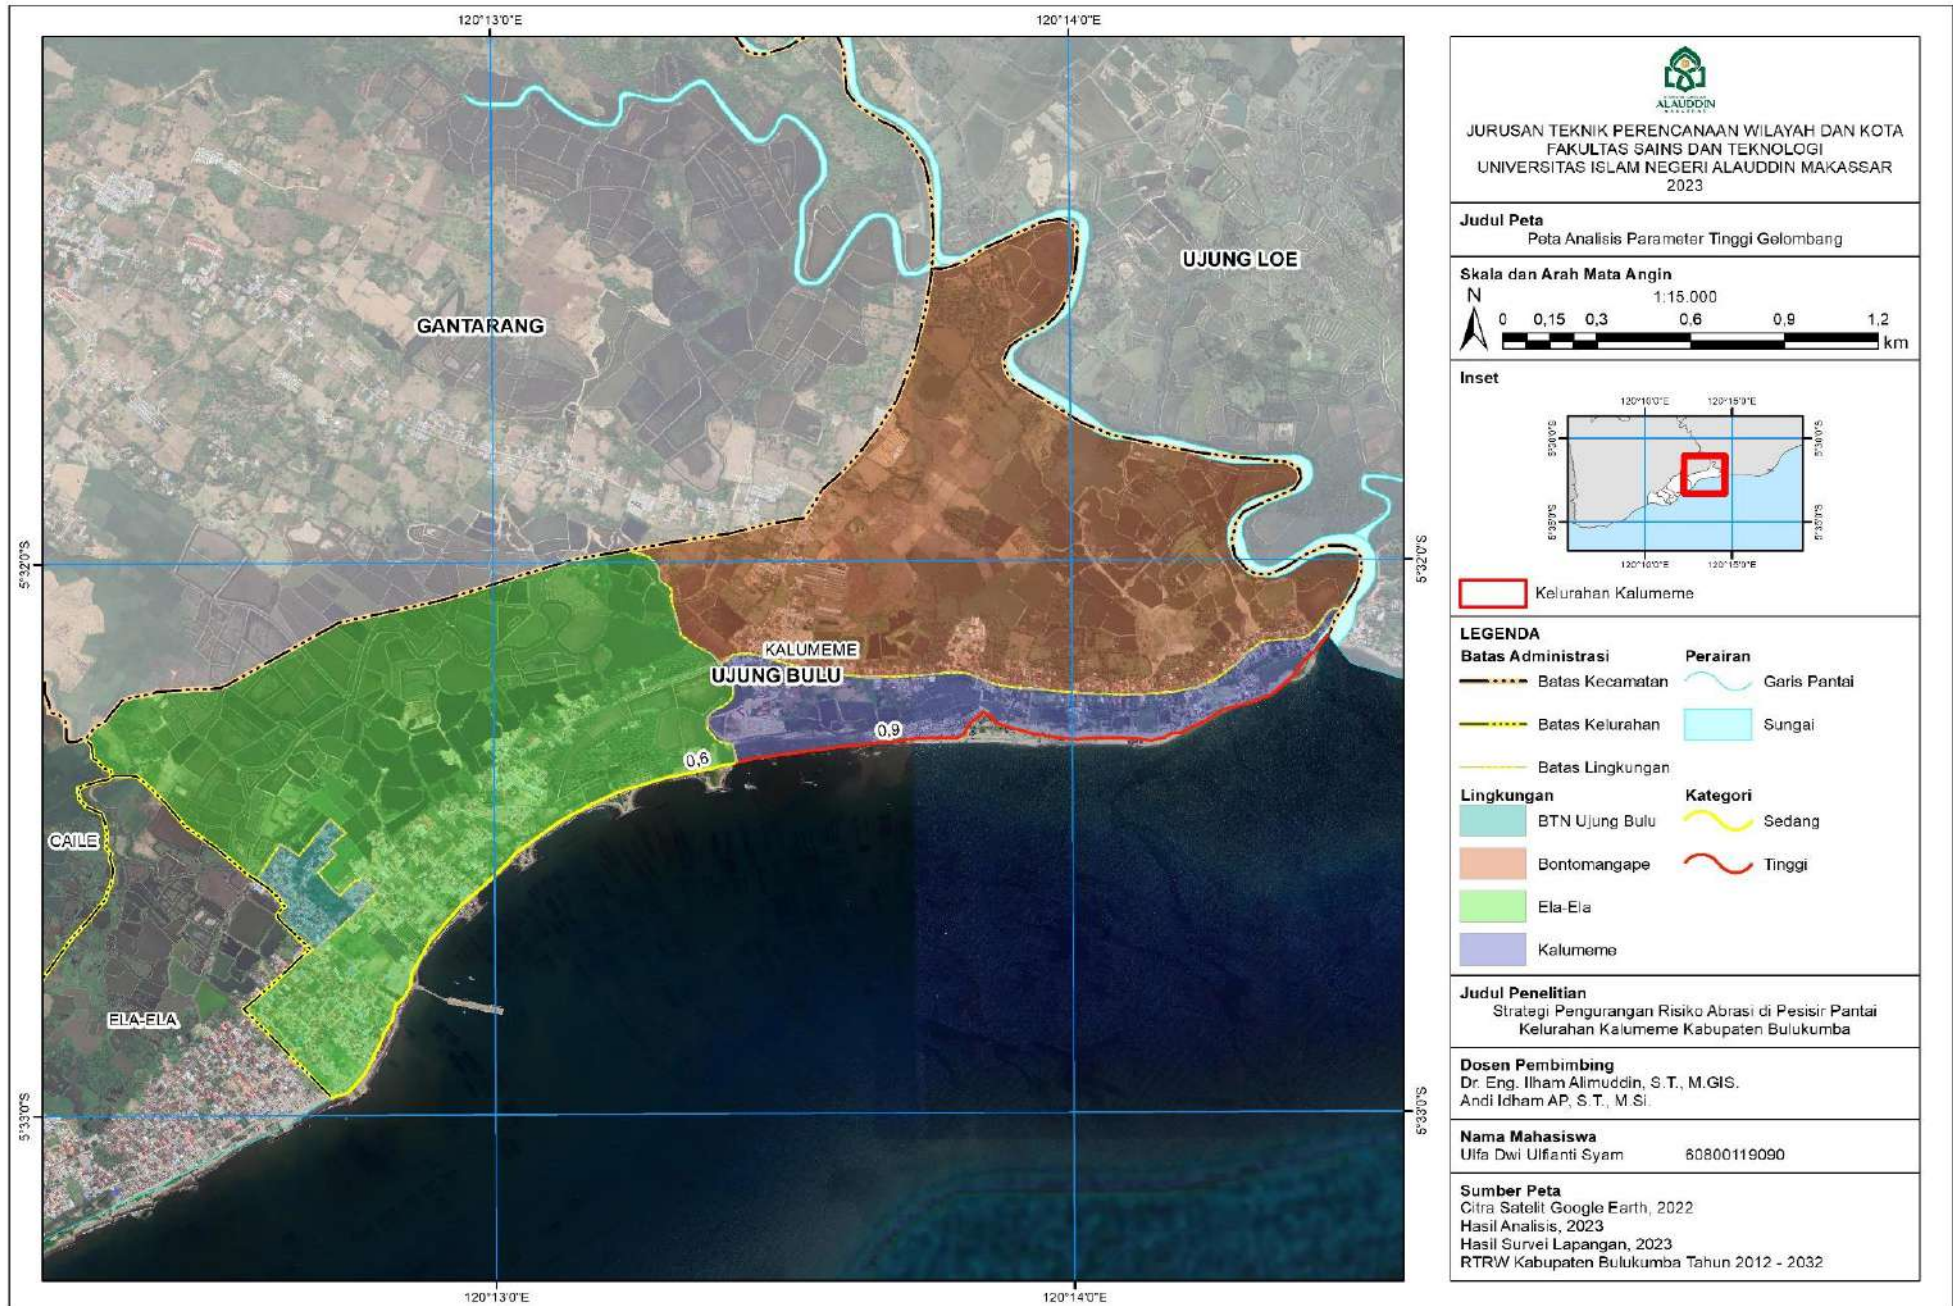 120°13'0"E
120°14'0"E
GANTARANG
UJUNG LOE
KALUMEME
UJUNG BULU
0,9
0,6
CAILE
ELA-ELA
5°32'0"S
5°32'0"S
5°33'0"S
5°33'0"S
120°13'0"E
120°14'0"E
ALAUDDIN
JURUSAN TEKNIK PERENCANAAN WILAYAH DAN KOTA
FAKULTAS SAINS DAN TEKNOLOGI
UNIVERSITAS ISLAM NEGERI ALAUDDIN MAKASSAR
2023
Judul Peta
Peta Analisis Parameter Tinggi Gelombang
Skala dan Arah Mata Angin
N
1:15.000
0 0,15 0,3 0,6 0,9 1,2
km
Inset
120°10'0"E 120°15'0"E
5°30'0"S 5°30'0"S
5°35'0"S 5°35'0"S
120°10'0"E 120°15'0"E
Kelurahan Kalumeme
LEGENDA
Batas Administrasi
Batas Kecamatan
Batas Kelurahan
Batas Lingkungan
Perairan
Garis Pantai
Sungai
Lingkungan
BTN Ujung Bulu
Bontomangape
Ela-Ela
Kalumeme
Kategori
Sedang
Tinggi
Judul Penelitian
Strategi Pengurangan Risiko Abrasi di Pesisir Pantai
Kelurahan Kalumeme Kabupaten Bulukumba
Dosen Pembimbing
Dr. Eng. Ilham Alimuddin, S.T., M.GIS.
Andi Idham AP, S.T., M.Si.
Nama Mahasiswa
Ulfa Dwi Ulfianti Syam 60800119090
Sumber Peta
Citra Satelit Google Earth, 2022
Hasil Analisis, 2023
Hasil Survei Lapangan, 2023
RTRW Kabupaten Bulukumba Tahun 2012 - 2032